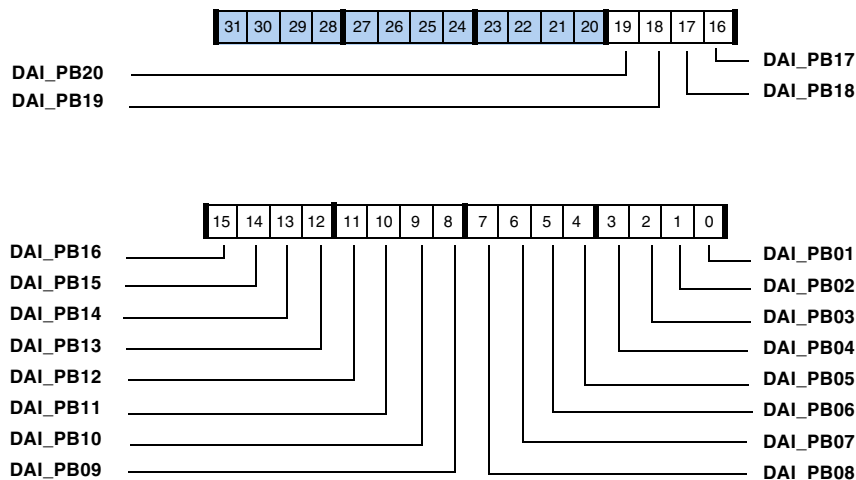 31 30 29 28 27 26 25 24 23 22 21 20 19 18 17 16
DAI_PB20
DAI_PB19
DAI_PB17
DAI_PB18
15 14 13 12 11 10 9 8 7 6 5 4 3 2 1 0
DAI_PB16
DAI_PB15
DAI_PB14
DAI_PB13
DAI_PB12
DAI_PB11
DAI_PB10
DAI_PB09
DAI_PB01
DAI_PB02
DAI_PB03
DAI_PB04
DAI_PB05
DAI_PB06
DAI_PB07
DAI_PB08